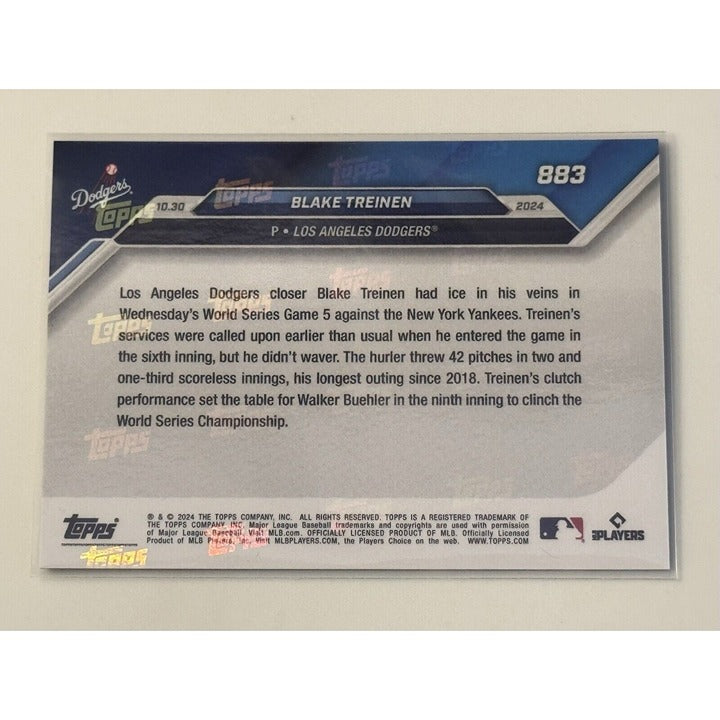 Dodgers
883
10.30
BLAKE TREINEN
2024
P • LOS ANGELES DODGERS®
Los Angeles Dodgers closer Blake Treinen had ice in his veins in
Wednesday's World Series Game 5 against the New York Yankees. Treinen's
services were called upon earlier than usual when he entered the game in
the sixth inning, but he didn't waver. The hurler threw 42 pitches in two and
one-third scoreless innings, his longest outing since 2018. Treinen's clutch
performance set the table for Walker Buehler in the ninth inning to clinch the
World Series Championship.
Topps
® & © 2024 THE TOPPS COMPANY, INC. ALL RIGHTS RESERVED. TOPPS IS A REGISTERED TRADEMARK OF
THE TOPPS COMPANY, INC. Major League Baseball trademarks and copyrights are used with permission
of Major League Baseball. Visit MLB.com. OFFICIALLY LICENSED PRODUCT OF MLB. Officially Licensed
Product of MLB Players, Inc. Visit MLBPLAYERS.com, the Players Choice on the web. WWW.TOPPS.COM
PLAYERS
Topps
Topps
Topps
Topps
Topps
Topps
Topps